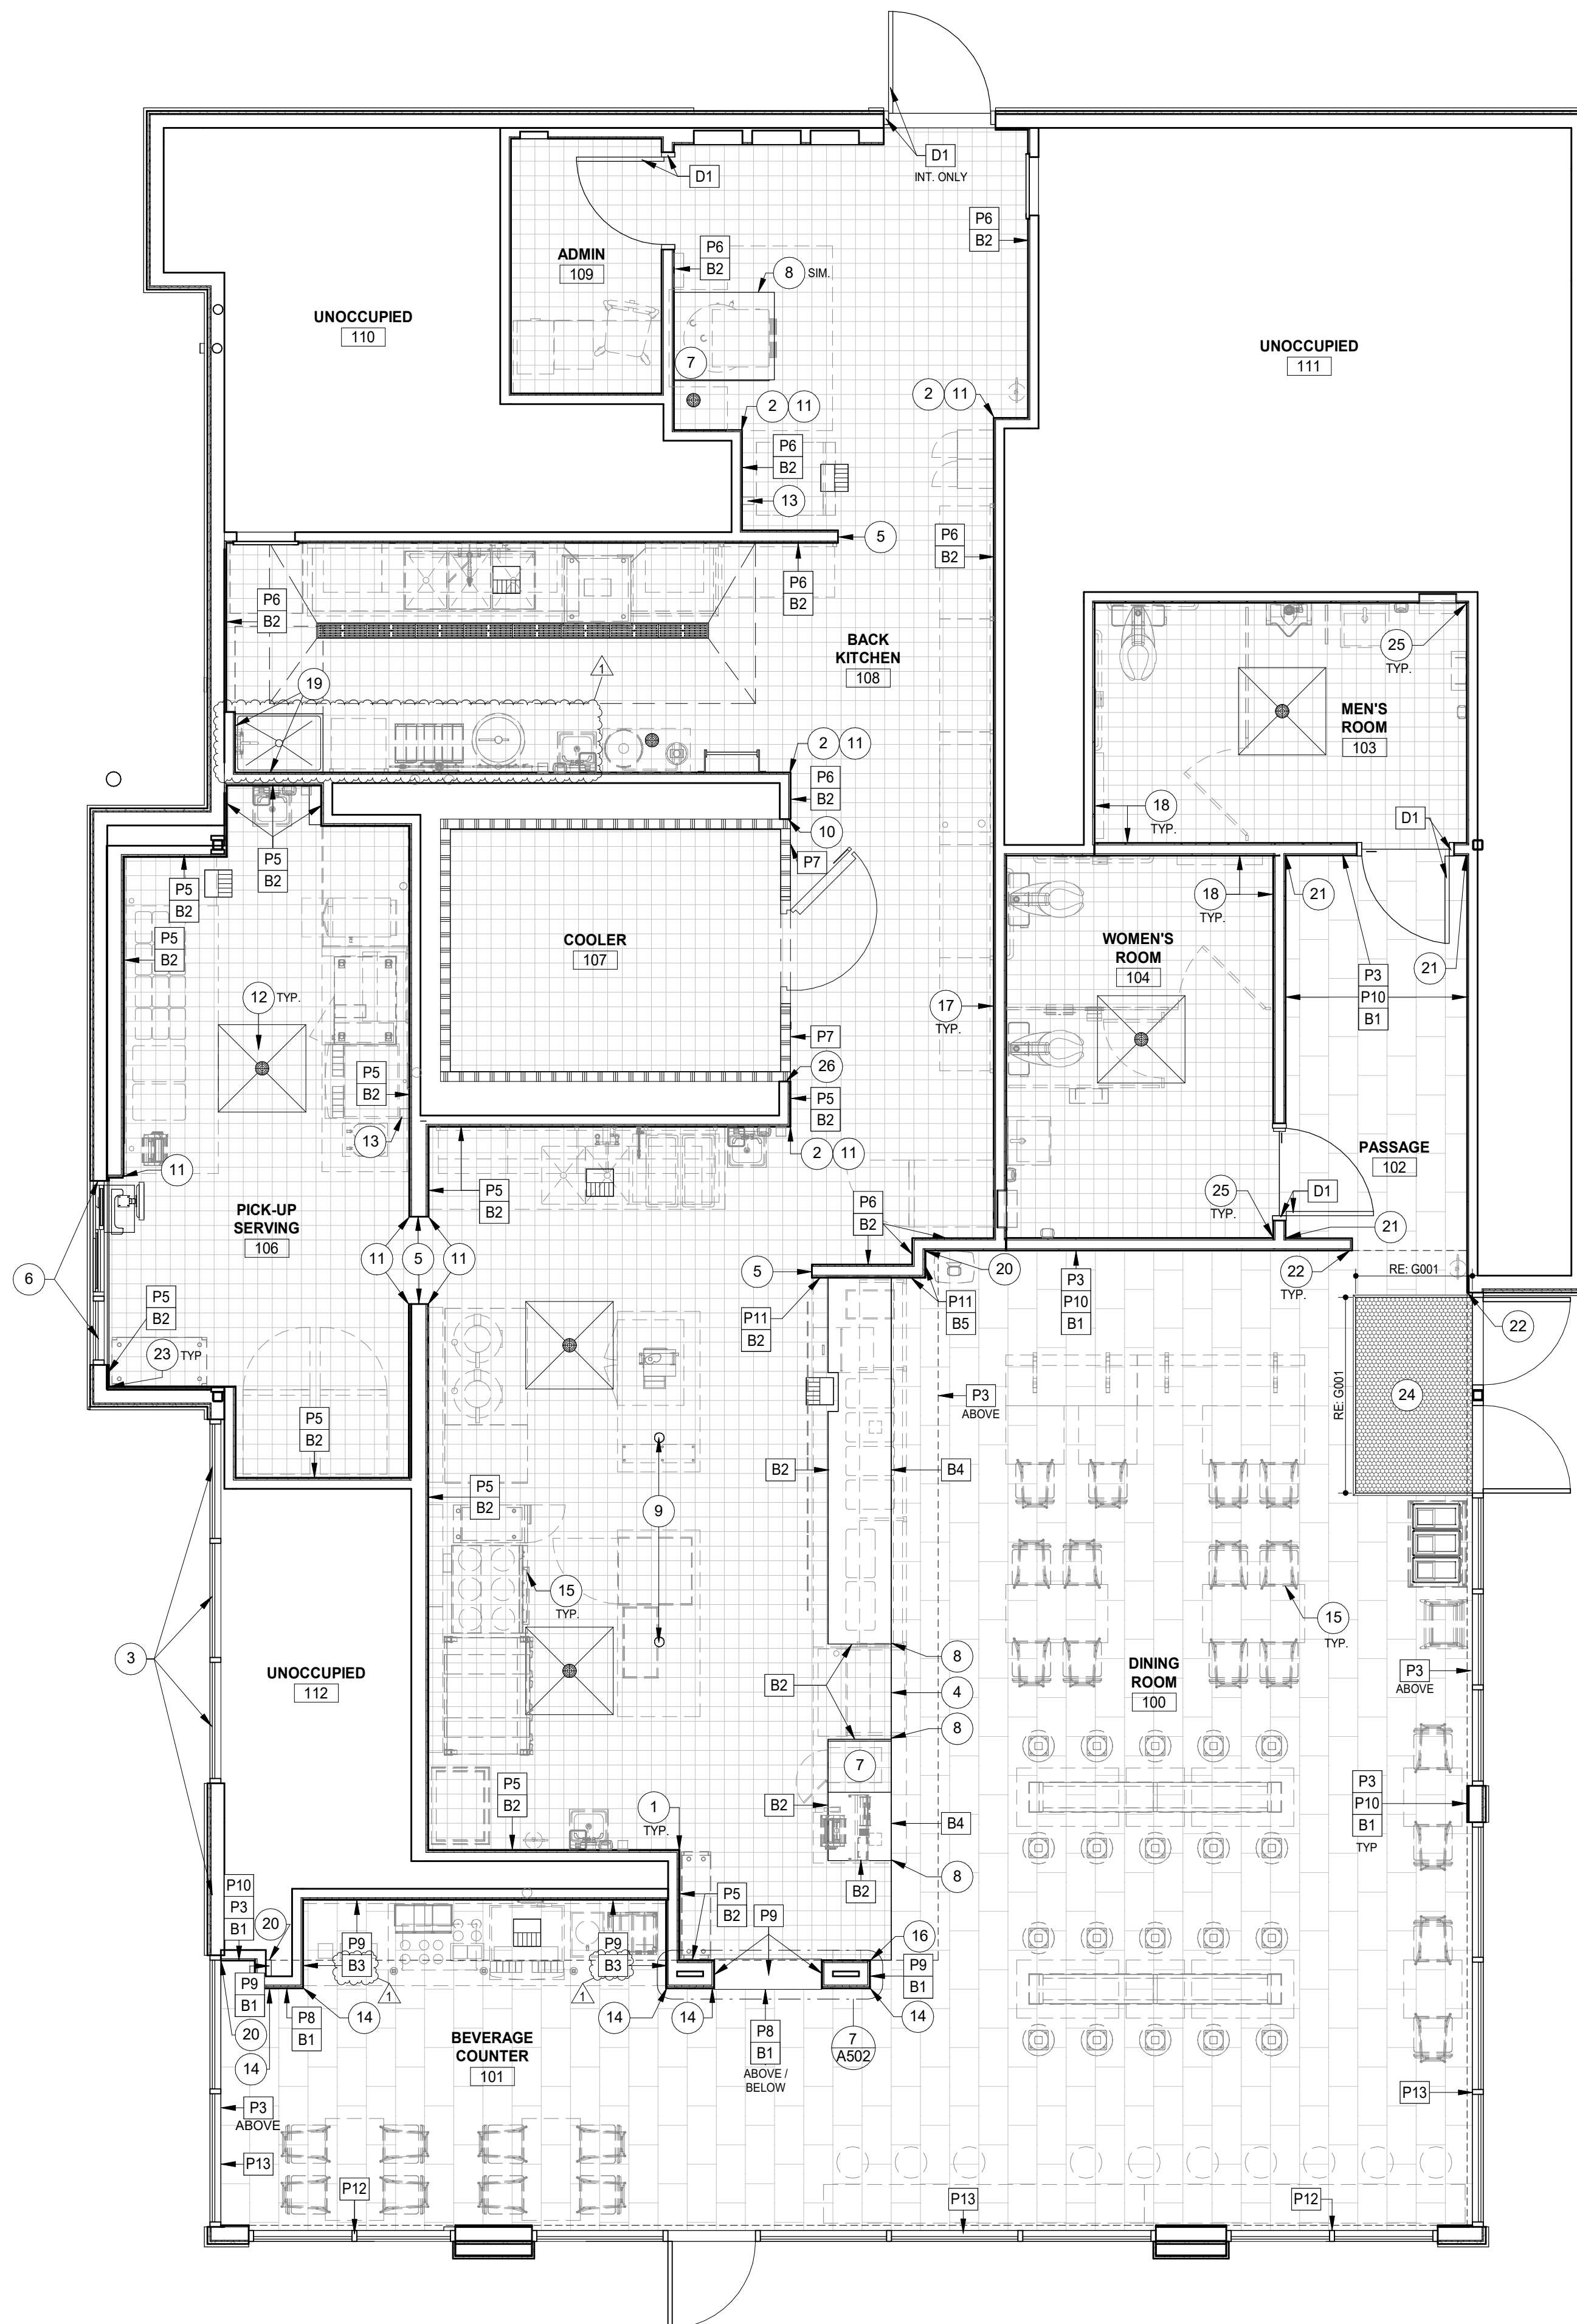 D1
INT. ONLY
D1
P6
B2
ADMIN
109
P6
B2
8
SIM.
UNOCCUPIED
110
UNOCCUPIED
111
7
2
11
2
11
P6
B2
13
5
P6
B2
P6
B2
P6
B2
BACK
KITCHEN
108
25
TYP.
1
19
MEN'S
ROOM
103
2
11
P6
B2
18
TYP.
10
D1
P5
B2
P7
P5
B2
18
TYP.
21
P5
B2
COOLER
107
WOMEN'S
ROOM
104
21
P3
P10
B1
12
TYP.
17
TYP.
P7
26
P5
B2
P5
B2
13
2
11
PASSAGE
102
11
P5
B2
D1
25
TYP.
PICK-UP
SERVING
106
P6
B2
21
11
5
11
20
22
TYP.
RE: G001
6
5
P3
P10
B1
P5
B2
P11
B2
P11
B5
22
23
TYP
24
RE: G001
P3
ABOVE
P5
B2
B2
B4
P5
B2
9
15
TYP.
15
TYP.
3
8
DINING
ROOM
100
P3
ABOVE
UNOCCUPIED
112
B2
4
8
7
P5
B2
P3
P10
B1
TYP
1
TYP.
B2
B4
8
B2
P10
P3
B1
P5
B2
P9
20
16
P9
B3
P9
B3
P9
B1
P9
B1
1
1
14
14
14
14
P8
B1
20
14
P8
B1
ABOVE /
BELOW
7
A502
BEVERAGE
COUNTER
101
P13
P3
ABOVE
P13
P12
P13
P12